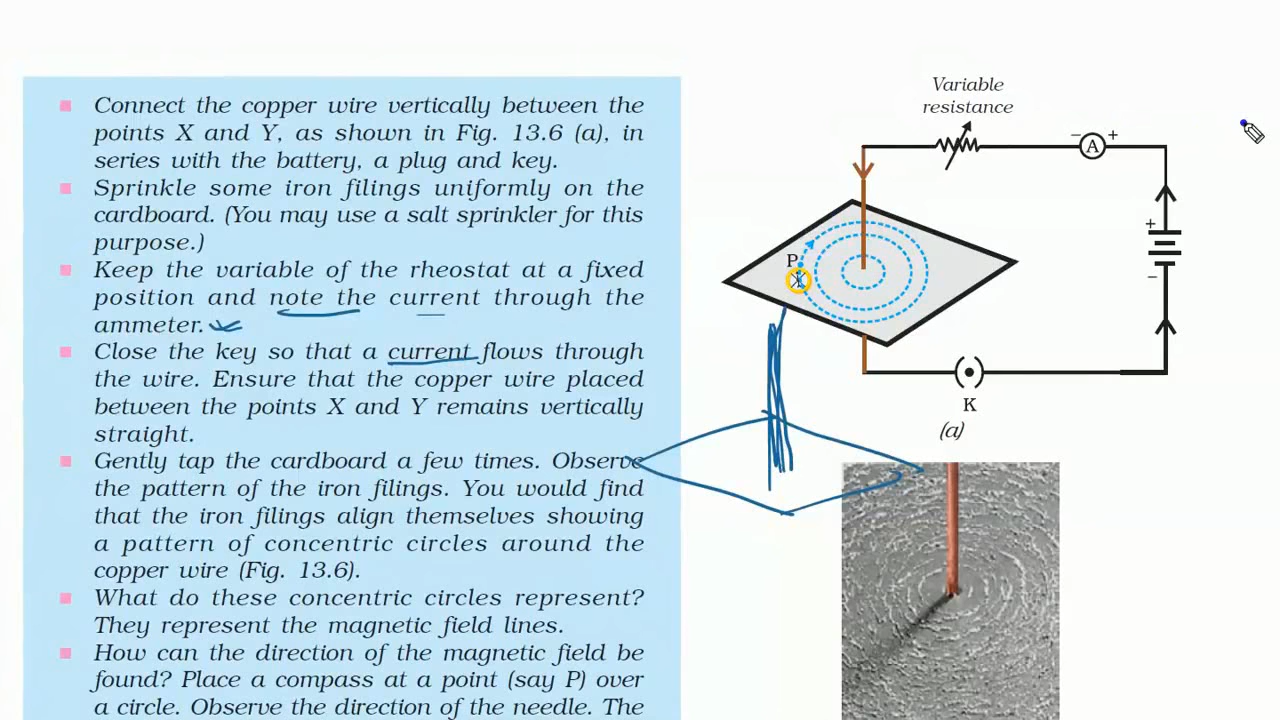 Connect the copper wire vertically between the
points X and Y, as shown in Fig. 13.6 (a), in
series with the battery, a plug and key.
Sprinkle some iron filings uniformly on the
cardboard. (You may use a salt sprinkler for this
purpose.)
Keep the variable of the rheostat at a fixed
position and note the current through the
ammeter.
Close the key so that a current flows through
the wire. Ensure that the copper wire placed
between the points X and Y remains vertically
straight.
Gently tap the cardboard a few times. Observe
the pattern of the iron filings. You would find
that the iron filings align themselves showing
a pattern of concentric circles around the
copper wire (Fig. 13.6).
What do these concentric circles represent?
They represent the magnetic field lines.
How can the direction of the magnetic field be
found? Place a compass at a point (say P) over
a circle. Observe the direction of the needle. The
Variable
resistance
− A +
+
−
P
K
(a)